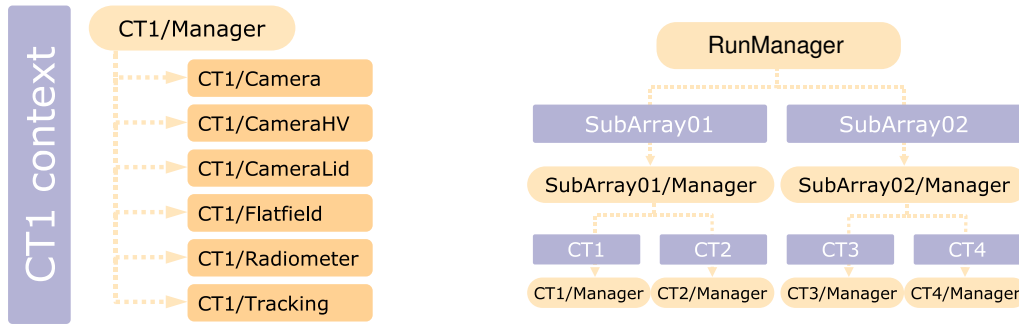 CT1 context
CT1/Manager
CT1/Camera
CT1/CameraHV
CT1/CameraLid
CT1/Flatfield
CT1/Radiometer
CT1/Tracking
RunManager
SubArray01 SubArray02
SubArray01/Manager SubArray02/Manager
CT1 CT2 CT3 CT4
CT1/Manager CT2/Manager CT3/Manager CT4/Manager